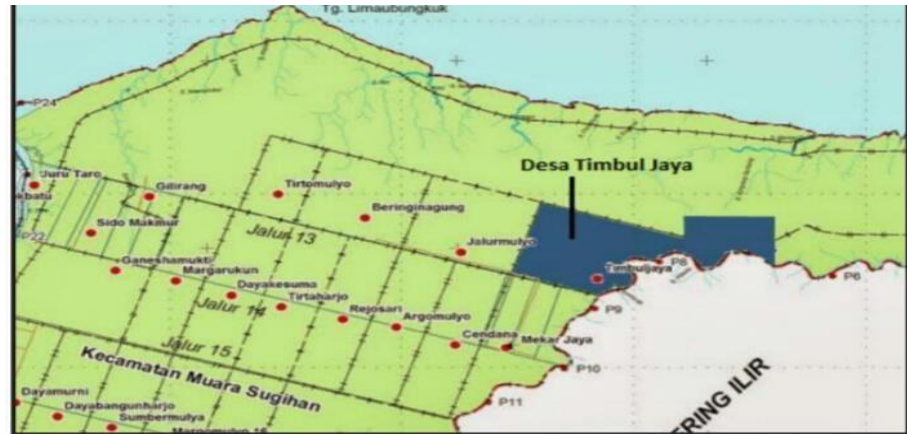 Tg. Limaubungkuk
P24
Desa Timbul Jaya
Juru Taro
Gilirang
Tirtomulyo
Beringinagung
Sido Makmur
P22
Jalur 13
Jalurmulyo
Ganeshamukti
Margarukun
Timbuljaya
P8
P6
Dayakesuma
Jalur 14
Tirtaharjo
Rejosari
Argomulyo
P9
Jalur 15
Cendana
Mekar Jaya
Kecamatan Muara Sugihan
P10
Dayamurni
P11
Dayabangunharjo
Sumbermulya
ERING ILIR